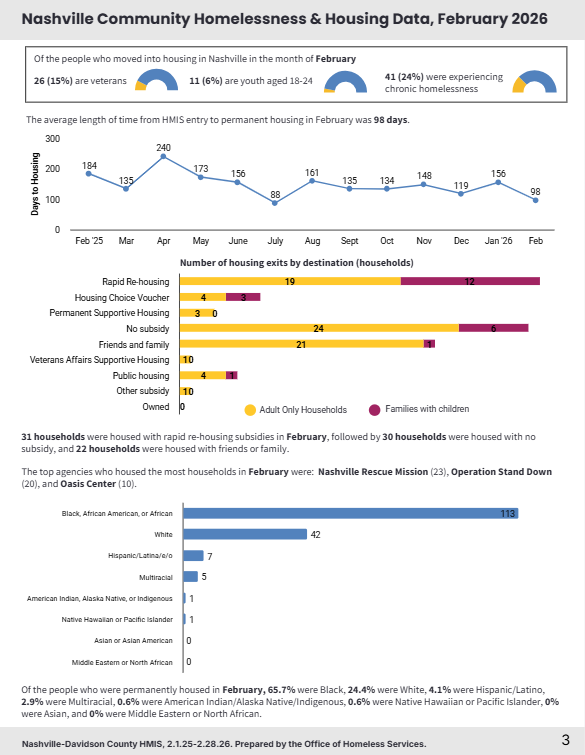 Nashville Community Homelessness & Housing Data, February 2026
Of the people who moved into housing in Nashville in the month of February
26 (15%) are veterans
11 (6%) are youth aged 18-24
41 (24%) were experiencing
chronic homelessness
The average length of time from HMIS entry to permanent housing in February was 98 days.
Days to Housing
300
200
100
0
184
135
240
173
156
88
161
135
134
148
119
156
98
Feb '25 Mar Apr May June July Aug Sept Oct Nov Dec Jan '26 Feb
Number of housing exits by destination (households)
Rapid Re-housing 19 12
Housing Choice Voucher 4 3
Permanent Supportive Housing 3 0
No subsidy 24 6
Friends and family 21 1
Veterans Affairs Supportive Housing 1 0
Public housing 4 1
Other subsidy 1 0
Owned 0
Adult Only Households
Families with children
31 households were housed with rapid re-housing subsidies in February, followed by 30 households were housed with no
subsidy, and 22 households were housed with friends or family.
The top agencies who housed the most households in February were: Nashville Rescue Mission (23), Operation Stand Down
(20), and Oasis Center (10).
Black, African American, or African 113
White 42
Hispanic/Latina/e/o 7
Multiracial 5
American Indian, Alaska Native, or Indigenous 1
Native Hawaiian or Pacific Islander 1
Asian or Asian American 0
Middle Eastern or North African 0
Of the people who were permanently housed in February, 65.7% were Black, 24.4% were White, 4.1% were Hispanic/Latino,
2.9% were Multiracial, 0.6% were American Indian/Alaska Native/Indigenous, 0.6% were Native Hawaiian or Pacific Islander, 0%
were Asian, and 0% were Middle Eastern or North African.
Nashville-Davidson County HMIS, 2.1.25-2.28.26. Prepared by the Office of Homeless Services.
3